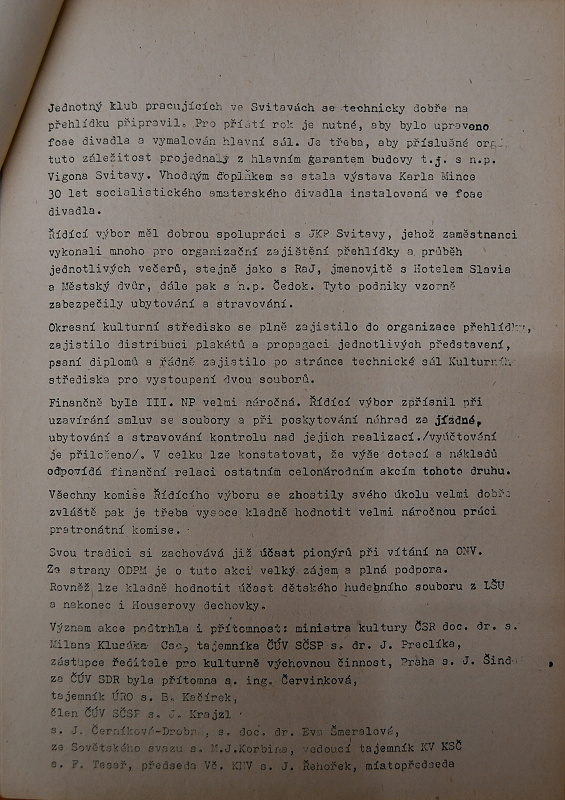 Jednotný klub pracujících ve Svitavách se technicky dobře na
přehlídku připravil. Pro příští rok je nutné, aby bylo upraveno
foae divadla a vymalován hlavní sál. Je třeba, aby příslušné
tuto záležitost projednaly z hlavním garantem budovy t.j. s n.p.
Vigona Svitavy. Vhodným doplňkem se stala výstava Karla Mince
30 let socialistického amaterského divadla instalovaná ve foae
divadla.
Řídící výbor měl dobrou spolupráci s JKP Svitavy, jehož zaměstnanci
vykonali mnoho pro organizační zajištění přehlídky a průběh
jednotlivých večerů, stejně jako s RaJ, jmenovitě s Hotelem Slavia
a Městský dvůr, dále pak s n.p. Čedok. Tyto podniky vzorně
zabezpečily ubytování a stravování.
Okresní kulturní středisko se plně zajistilo do organizace přehlídky,
zajistilo distribuci plakátů a propagaci jednotlivých představení,
psaní diplomů a řádně zajistilo po stránce technické sál Kulturních
střediska pro vystoupení dvou souborů.
Finančně byla III. NP velmi náročná. Řídící výbor zpřísnil při
uzavírání smluv se soubory a při poskytování náhrad za jízdné,
ubytování a stravování kontrolu nad jejich realizací./vyúčtování
je přiloženo/. V celku lze konstatovat, že výše dotací a nákladů
odpovídá finanční relaci ostatním celonárodním akcím tohoto druhu.
Všechny komise Řídícího výboru se zhostily svého úkolu velmi dobře
zvláště pak je třeba vysoce kladně hodnotit velmi náročnou práci
pratronátní komise.
Svou tradici si zachovává již účast pionýrů při vítání na ONV.
Ze strany ODPM je o tuto akci velký zájem a plná podpora.
Rovněž lze kladně hodnotit účast dětského hudebního souboru z LŠU
a nakonec i Houserovy dechovky.
Význam akce podtrhla i přítomnost: ministra kultury ČSR doc. dr. s.
Milana Klusáka Csc, tajemníka ČÚV SČSP s. dr. J. Preclíka,
zástupce ředitele pro kulturně výchovnou činnost, Praha s. J. Šind
za ČÚV SDR byla přítomna s. ing. Červinková,
tajemník ÚRO s. B. Kačírek,
člen ČÚV SČSP s. J. Krajzl
s. J. Černíková-Drobn, s. doc. dr. Eva Šmeralová,
ze Sovětského svazu s. M.J.Korbina, vedoucí tajemník KV KSČ
s. F. Tesař, předseda Vč. KNV s. J. Řehořek, místopředseda